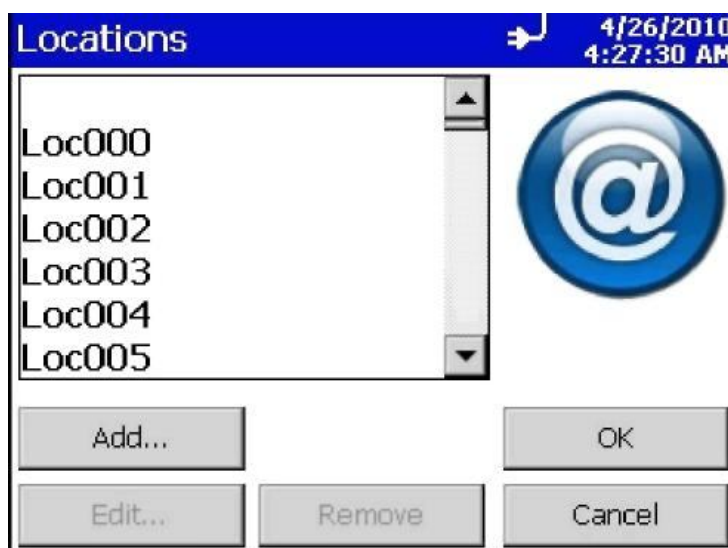 Locations
4/26/2010
4:27:30 AM
Loc000
Loc001
Loc002
Loc003
Loc004
Loc005
@
Add...
OK
Edit...
Remove
Cancel